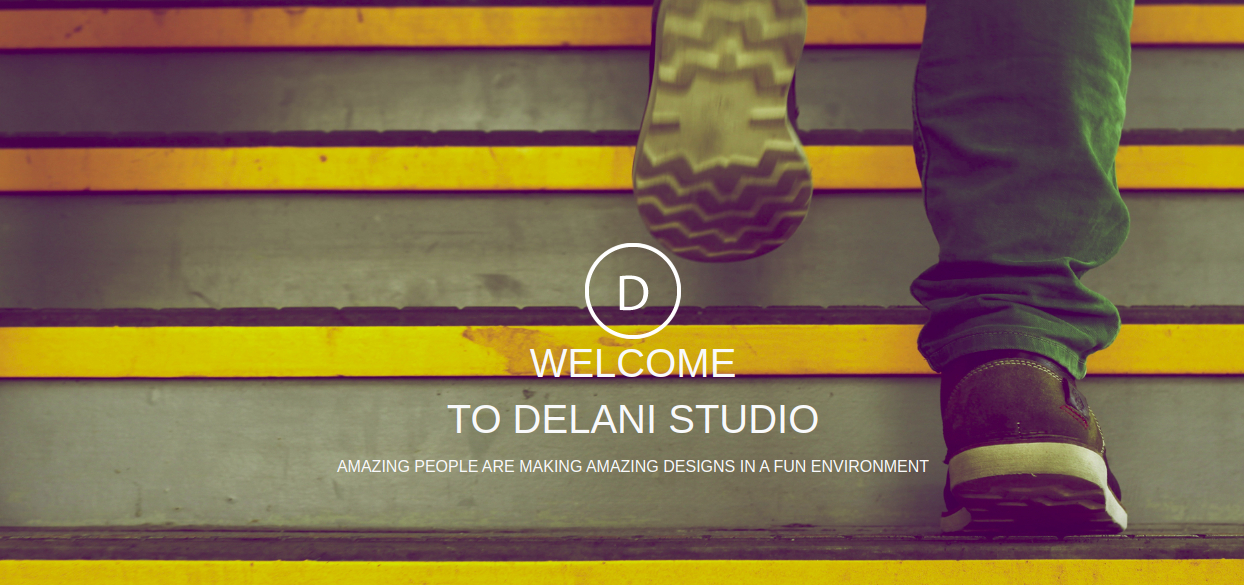 D
WELCOME
TO DELANI STUDIO
AMAZING PEOPLE ARE MAKING AMAZING DESIGNS IN A FUN ENVIRONMENT